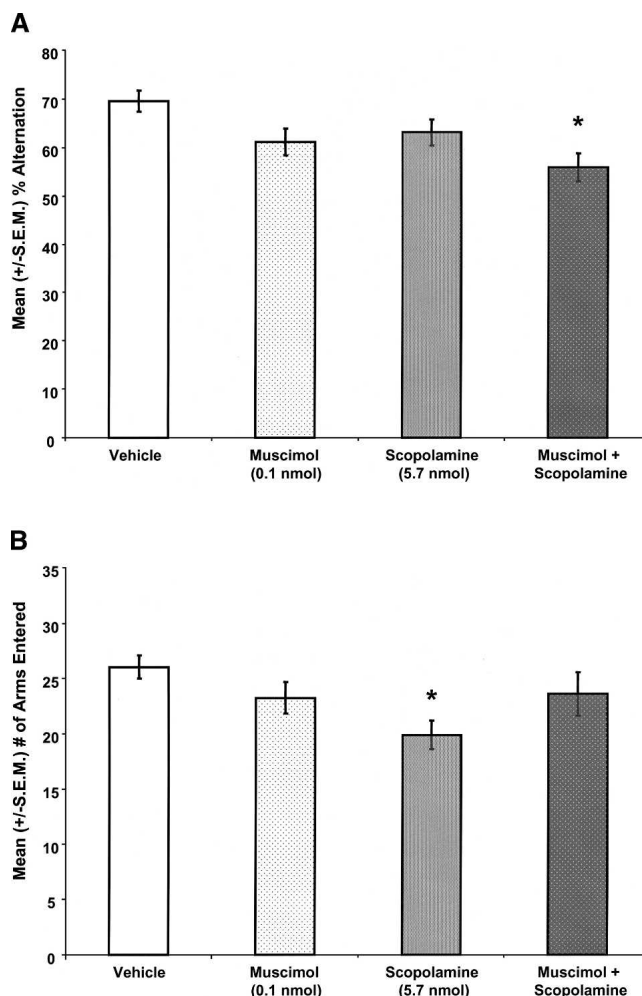 A
Mean (+/-S.E.M.) % Alternation
80
70
60
50
40
30
20
10
0
*
Vehicle
Muscimol
(0.1 nmol)
Scopolamine
(5.7 nmol)
Muscimol +
Scopolamine
B
Mean (+/-S.E.M.) # of Arms Entered
35
30
25
20
15
10
5
0
*
Vehicle
Muscimol
(0.1 nmol)
Scopolamine
(5.7 nmol)
Muscimol +
Scopolamine